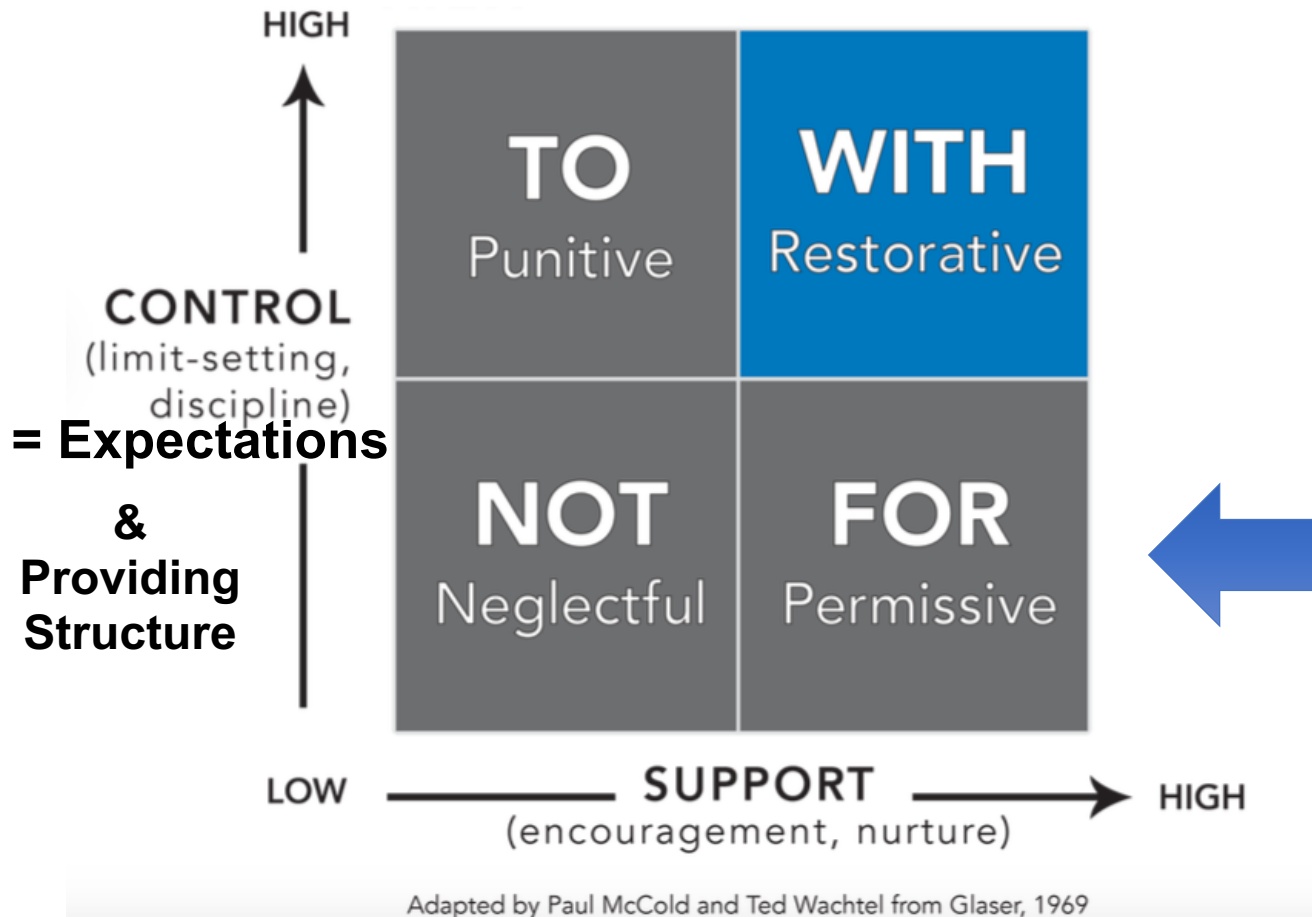 HIGH
TO
Punitive
WITH
Restorative
CONTROL
(limit-setting,
discipline)
= Expectations
&
Providing
Structure
NOT
Neglectful
FOR
Permissive
LOW
SUPPORT
(encouragement, nurture)
HIGH
Adapted by Paul McCold and Ted Wachtel from Glaser, 1969